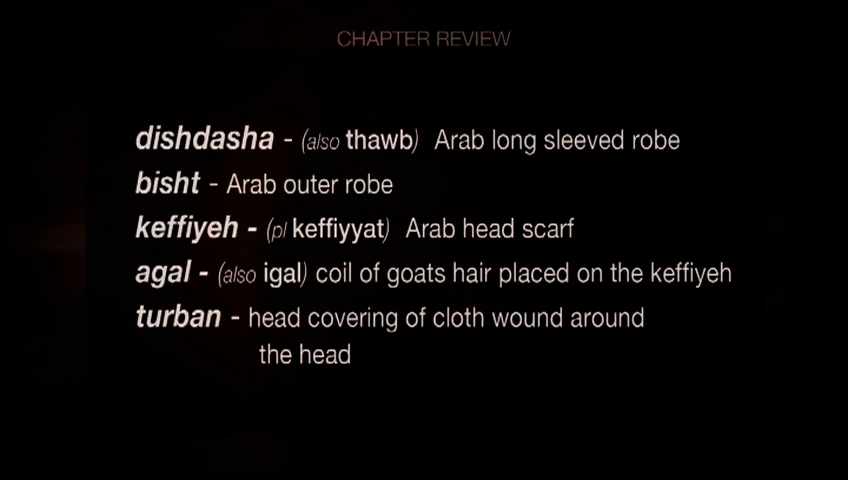 CHAPTER REVIEW
dishdasha - (also thawb) Arab long sleeved robe
bisht - Arab outer robe
keffiyeh - (pl keffiyyat) Arab head scarf
agal - (also igal) coil of goats hair placed on the keffiyeh
turban - head covering of cloth wound around
the head